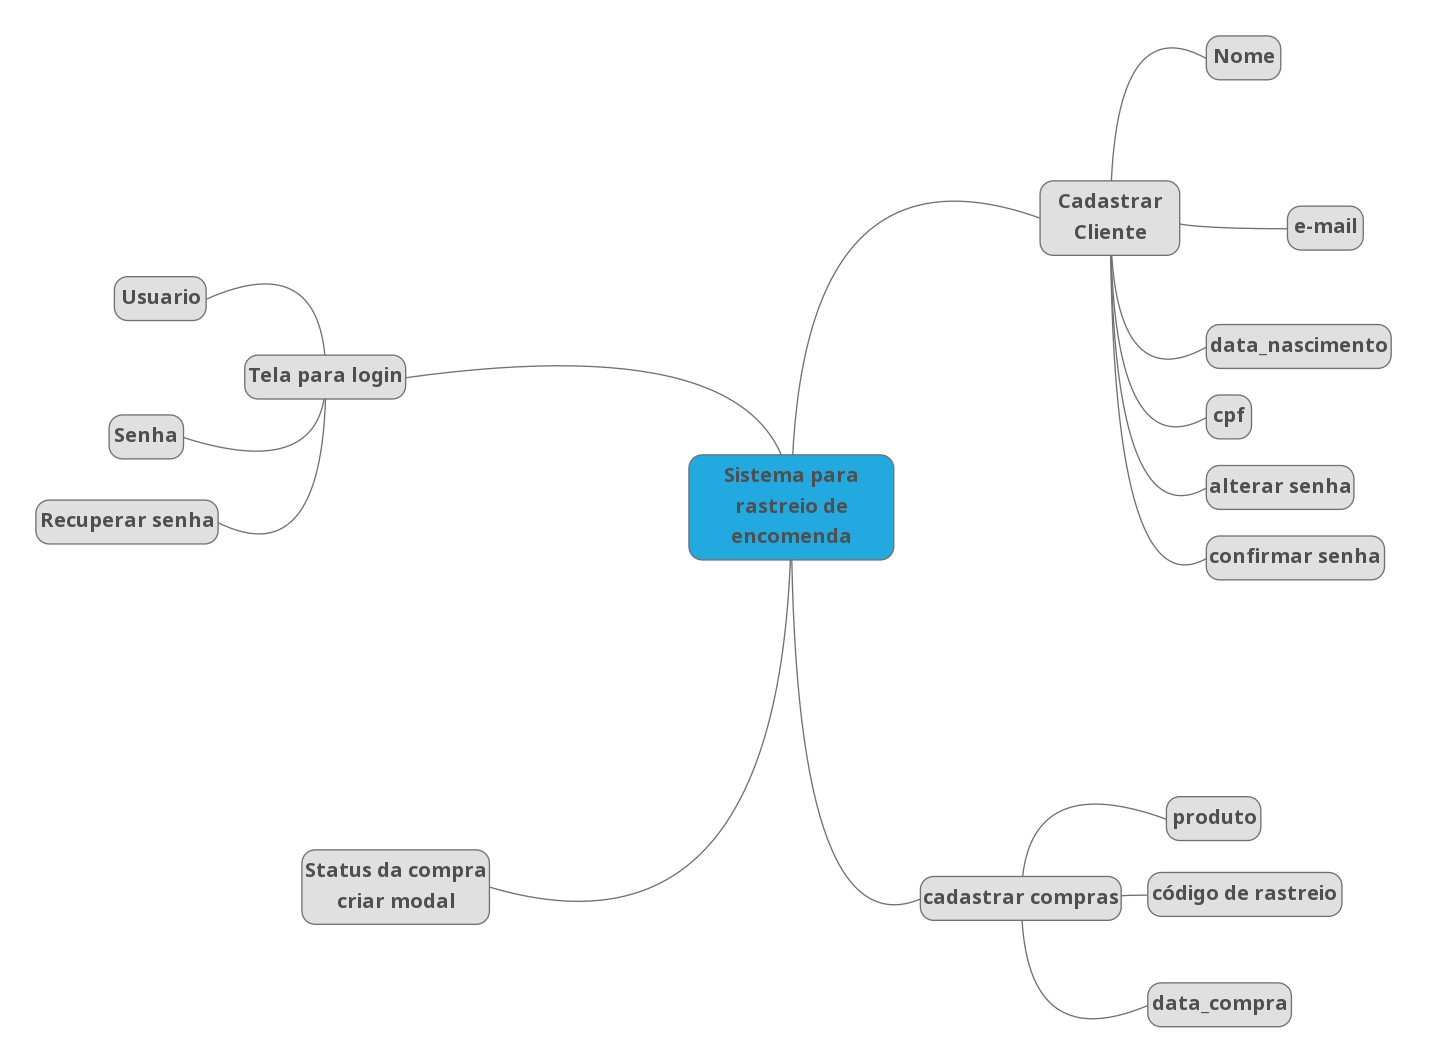 Nome
Cadastrar
Cliente
e-mail
data_nascimento
cpf
alterar senha
confirmar senha
Usuario
Tela para login
Senha
Recuperar senha
Sistema para
rastreio de
encomenda
Status da compra
criar modal
produto
cadastrar compras
código de rastreio
data_compra